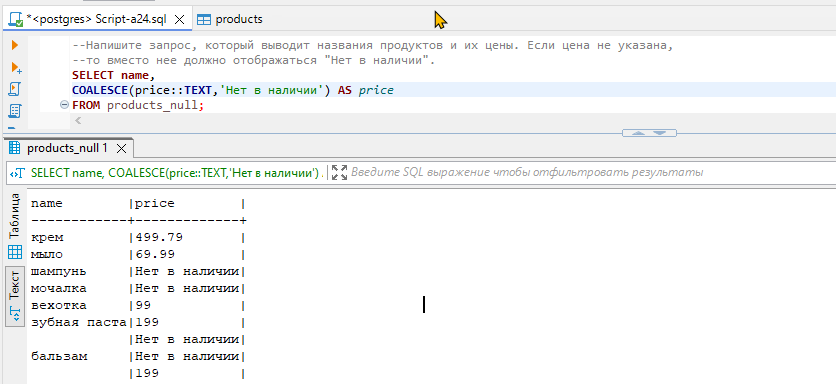 *<postgres> Script-a24.sql
products
--Напишите запрос, который выводит названия продуктов и их цены. Если цена не указана,
--то вместо нее должно отображаться "Нет в наличии".
SELECT name,
COALESCE(price::TEXT,'Нет в наличии') AS price
FROM products_null;
products_null 1
SELECT name, COALESCE(price::TEXT,'Нет в наличии') .
Введите SQL выражение чтобы отфильтровать результаты
Таблица
Текст
name        |price        |
------------+-------------+
крем        |499.79       |
мыло        |69.99        |
шампунь     |Нет в наличии|
мочалка     |Нет в наличии|
вехотка     |99           |
зубная паста|199          |
            |Нет в наличии|
бальзам     |Нет в наличии|
            |199          |